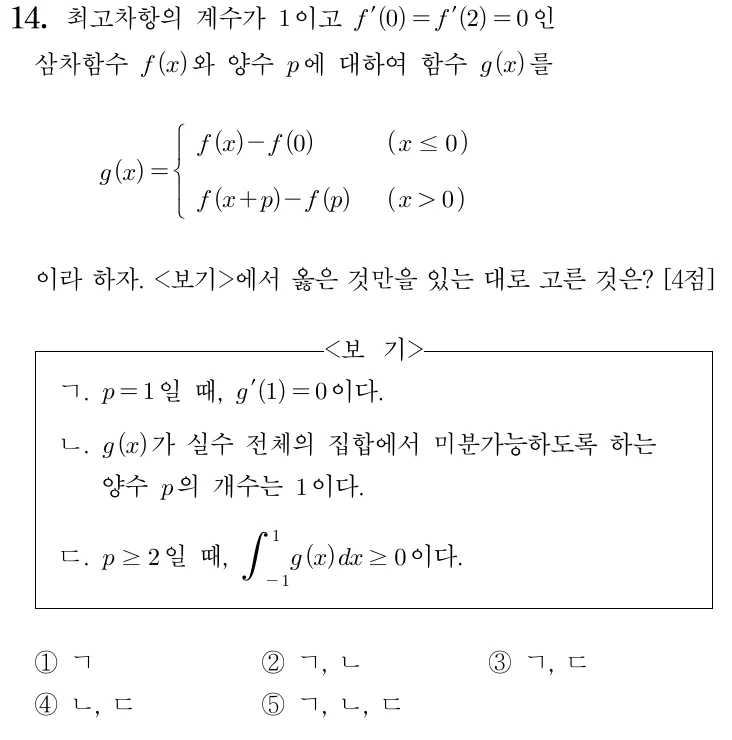 14. 최고차항의 계수가 1이고 f′(0)=f′(2)=0인
삼차함수 f(x)와 양수 p에 대하여 함수 g(x)를
g(x)={ f(x)−f(0) (x≤0)
f(x+p)−f(p) (x>0)
이라 하자. <보기>에서 옳은 것만을 있는 대로 고른 것은? [4점]
<보 기>
ㄱ. p=1일 때, g′(1)=0이다.
ㄴ. g(x)가 실수 전체의 집합에서 미분가능하도록 하는
양수 p의 개수는 1이다.
ㄷ. p≥2일 때, ∫₋₁¹ g(x)dx≥0이다.
① ㄱ ② ㄱ, ㄴ ③ ㄱ, ㄷ
④ ㄴ, ㄷ ⑤ ㄱ, ㄴ, ㄷ